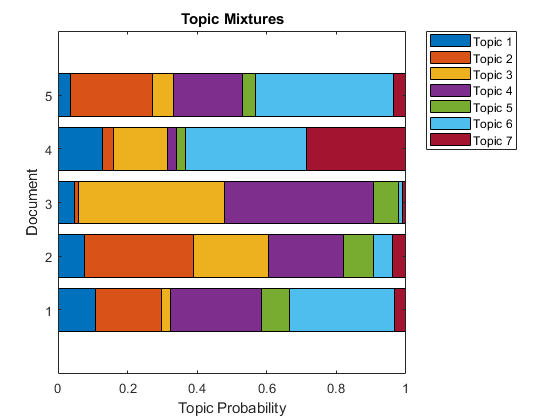 Topic Mixtures
Topic 1
Topic 2
Topic 3
Topic 4
Topic 5
Topic 6
Topic 7
Document
5
4
3
2
1
0
0.2
0.4
0.6
0.8
1
Topic Probability